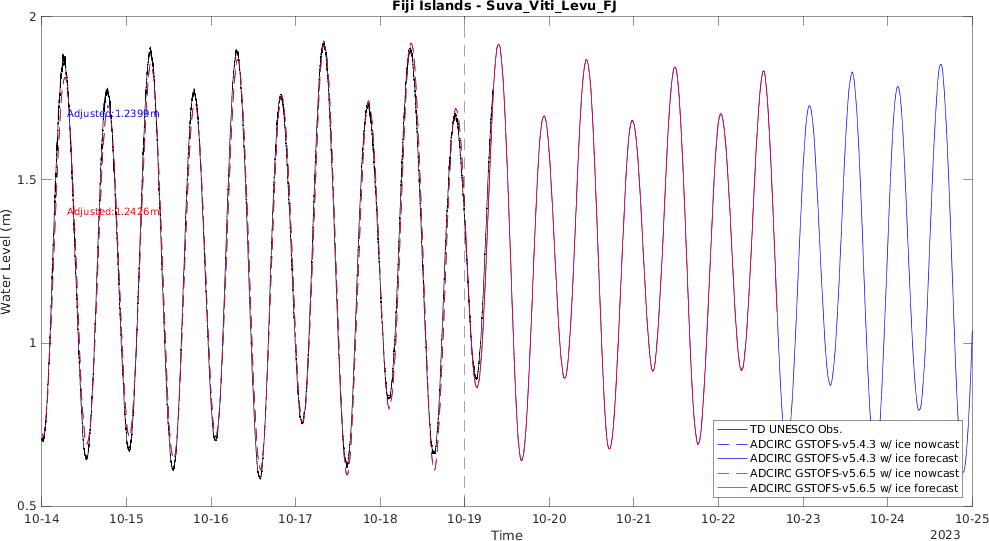 Fiji Islands - Suva_Viti_Levu_FJ
2
1.5
1
0.5
Water Level (m)
Adjusted:1.2399m
Adjusted:1.2426m
TD UNESCO Obs.
ADCIRC GSTOFS-v5.4.3 w/ ice nowcast
ADCIRC GSTOFS-v5.4.3 w/ ice forecast
ADCIRC GSTOFS-v5.6.5 w/ ice nowcast
ADCIRC GSTOFS-v5.6.5 w/ ice forecast
10-14 10-15 10-16 10-17 10-18 10-19 10-20 10-21 10-22 10-23 10-24 10-25
Time
2023